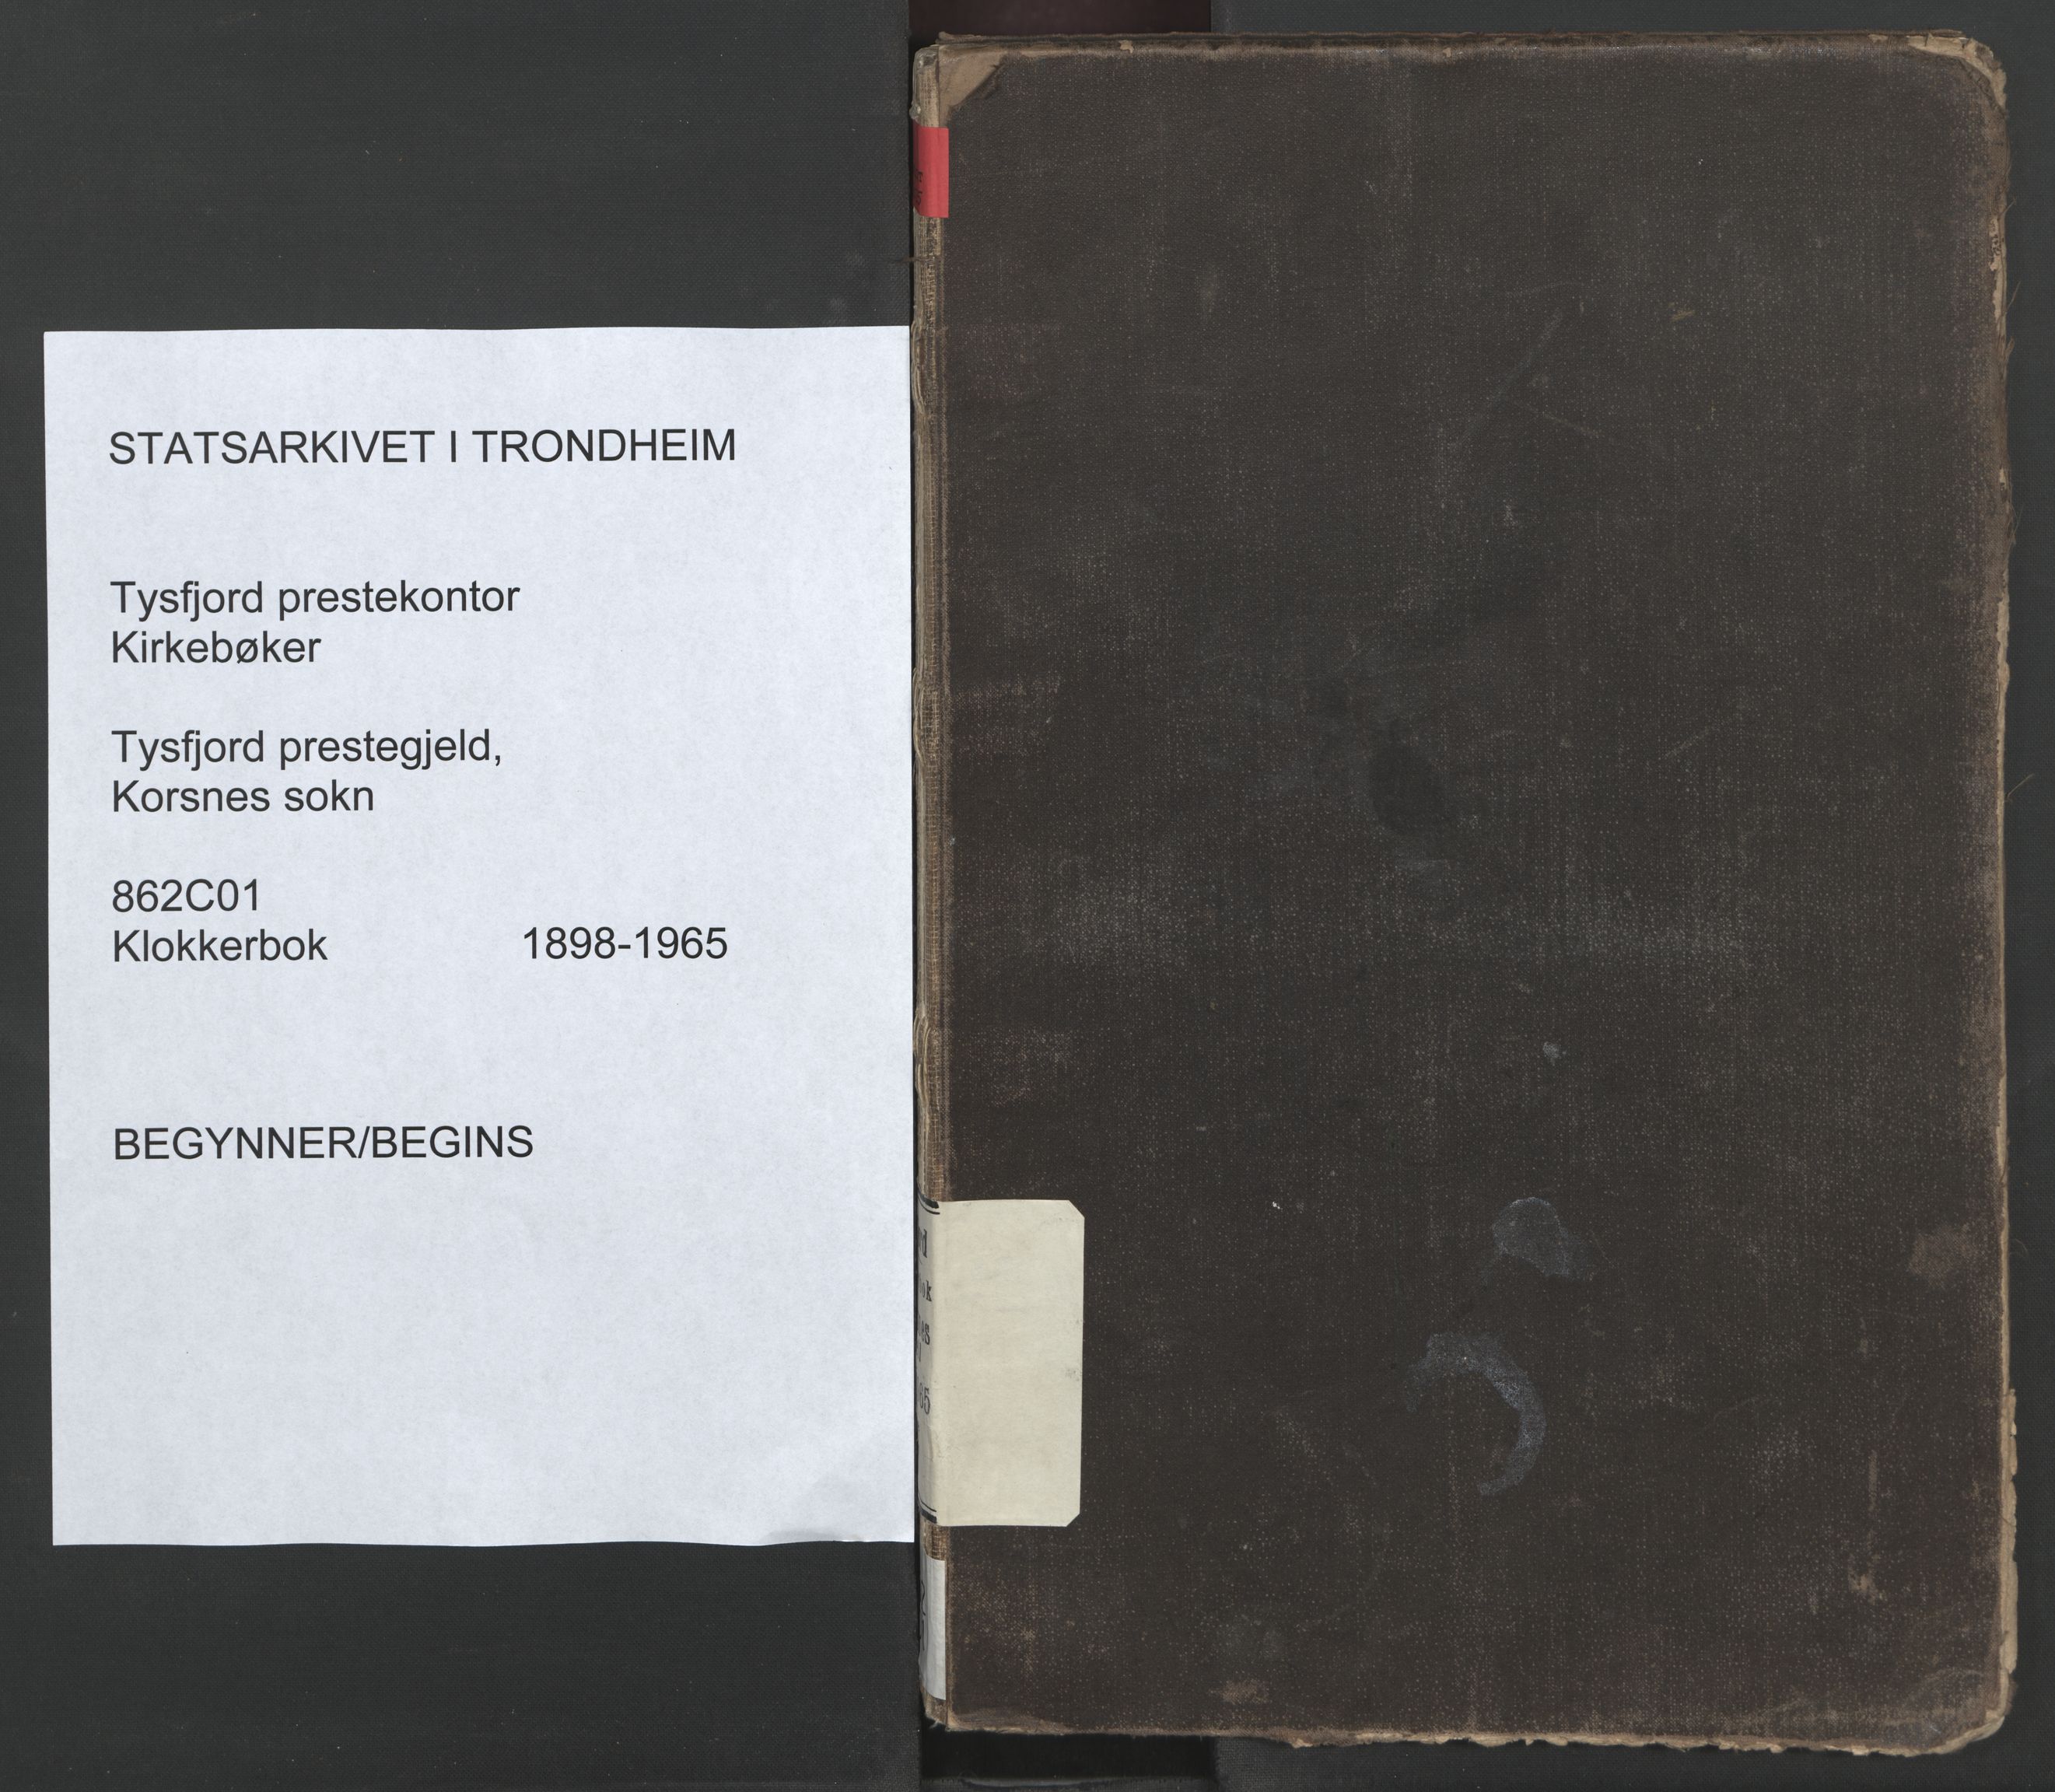 STATSARKIVET I TRONDHEIM
Tysfjord prestekontor
Kirkebøker
Tysfjord prestegjeld,
Korsnes sokn
862C01
Klokkerbok 1898-1965
BEGYNNER/BEGINS